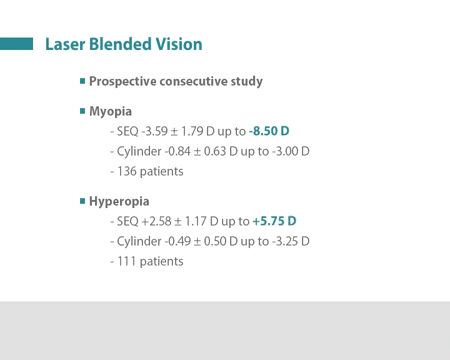 Laser Blended Vision
Prospective consecutive study
Myopia
- SEQ -3.59 ± 1.79 D up to -8.50 D
- Cylinder -0.84 ± 0.63 D up to -3.00 D
- 136 patients
Hyperopia
- SEQ +2.58 ± 1.17 D up to +5.75 D
- Cylinder -0.49 ± 0.50 D up to -3.25 D
- 111 patients